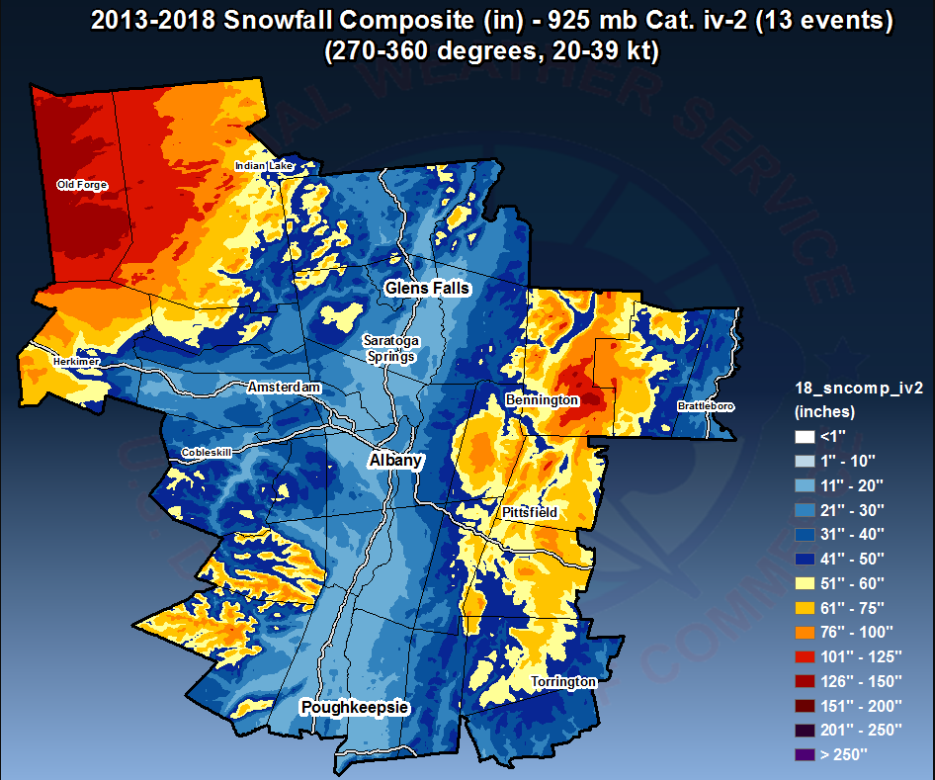 2013-2018 Snowfall Composite (in) - 925 mb Cat. iv-2 (13 events)
(270-360 degrees, 20-39 kt)
Indian Lake
Old Forge
Glens Falls
Saratoga
Springs
Herkimer
Amsterdam
Bennington
Brattleboro
Cobleskill
Albany
Pittsfield
Torrington
Poughkeepsie
18_sncomp_iv2
(inches)
<1"
1" - 10"
11" - 20"
21" - 30"
31" - 40"
41" - 50"
51" - 60"
61" - 75"
76" - 100"
101" - 125"
126" - 150"
151" - 200"
201" - 250"
> 250"
WEATHER SERVICE